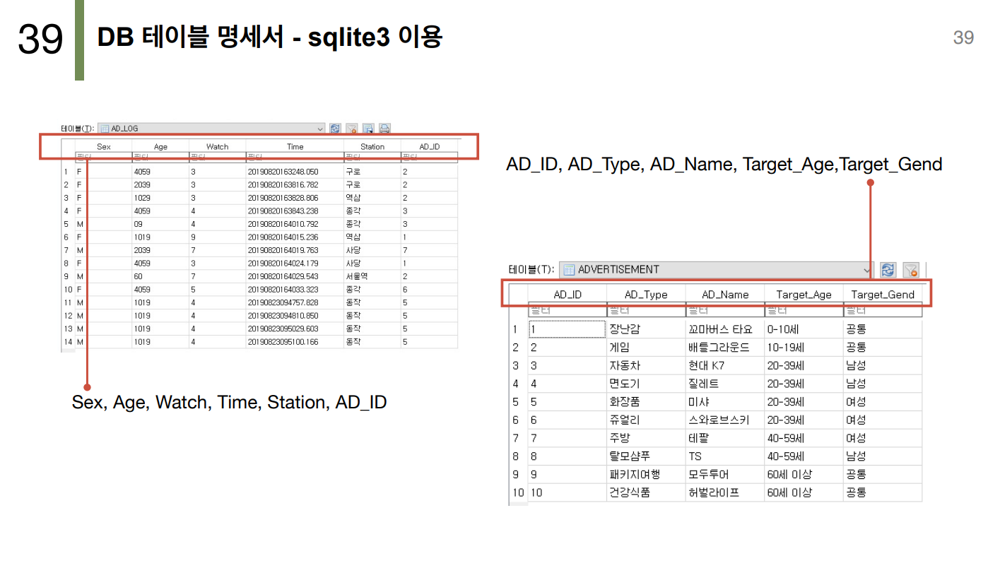 39
DB 테이블 명세서 - sqlite3 이용
39
테이블(T): AD_LOG
Sex Age Watch Time Station AD_ID
필터 필터 필터 필터 필터 필터
1 F 4059 3 20190820163248.050 구로 2
2 F 2039 3 20190820163816.782 구로 2
3 F 1029 3 20190820163828.806 역삼 2
4 F 4059 4 20190820163843.238 종각 3
5 M 09 4 20190820164010.792 종각 3
6 F 1019 9 20190820164015.236 역삼 1
7 M 2039 7 20190820164019.763 사당 7
8 F 4059 3 20190820164024.179 사당 1
9 M 60 7 20190820164029.543 서울역 2
10 F 4059 5 20190820164033.323 종각 6
11 M 1019 4 20190823094757.828 동작 5
12 M 1019 4 20190823094810.850 동작 5
13 M 1019 4 20190823095029.603 동작 5
14 M 1019 4 20190823095100.166 동작 5
Sex, Age, Watch, Time, Station, AD_ID
AD_ID, AD_Type, AD_Name, Target_Age,Target_Gend
테이블(T): ADVERTISEMENT
AD_ID AD_Type AD_Name Target_Age Target_Gend
필터 필터 필터 필터 필터
1 1 장난감 꼬마버스 타요 0-10세 공통
2 2 게임 배틀그라운드 10-19세 공통
3 3 자동차 현대 K7 20-39세 남성
4 4 면도기 질레트 20-39세 남성
5 5 화장품 미샤 20-39세 여성
6 6 쥬얼리 스와로브스키 20-39세 여성
7 7 주방 테팔 40-59세 여성
8 8 탈모샴푸 TS 40-59세 남성
9 9 패키지여행 모두투어 60세 이상 공통
10 10 건강식품 허벌라이프 60세 이상 공통